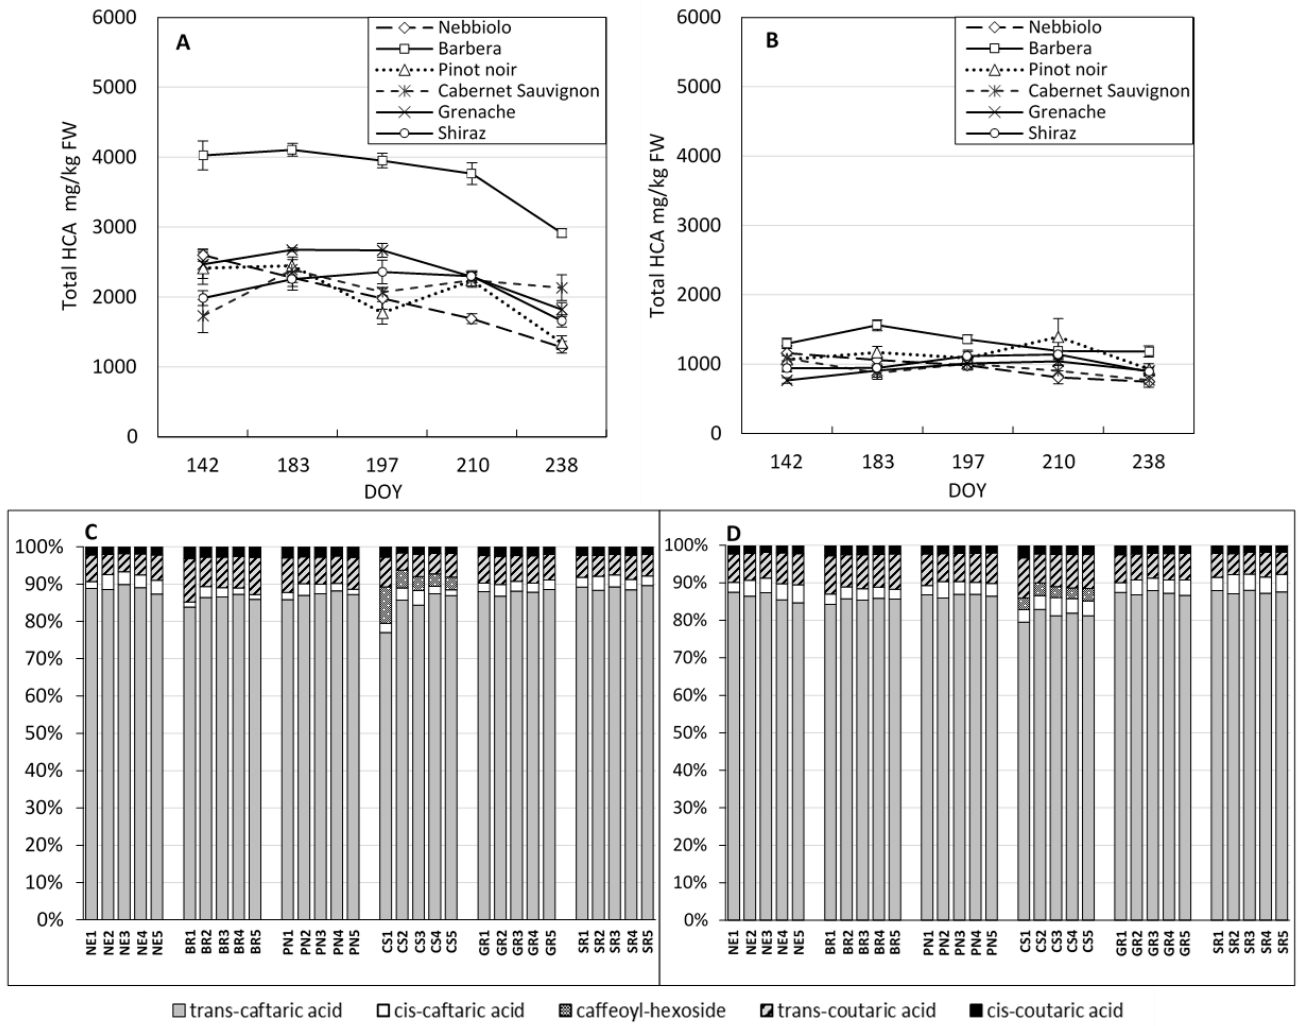 A
6000
5000
4000
3000
2000
1000
0
Total HCA mg/kg FW
Nebbiolo
Barbera
Pinot noir
Cabernet Sauvignon
Grenache
Shiraz
142 183 197 210 238
DOY
B
6000
5000
4000
3000
2000
1000
0
Total HCA mg/kg FW
Nebbiolo
Barbera
Pinot noir
Cabernet Sauvignon
Grenache
Shiraz
142 183 197 210 238
DOY
C
100%
90%
80%
70%
60%
50%
40%
30%
20%
10%
0%
NE1 NE2 NE3 NE4 NE5 BR1 BR2 BR3 BR4 BR5 PN1 PN2 PN3 PN4 PN5 CS1 CS2 CS3 CS4 CS5 GR1 GR2 GR3 GR4 GR5 SR1 SR2 SR3 SR4 SR5
D
100%
90%
80%
70%
60%
50%
40%
30%
20%
10%
0%
NE1 NE2 NE3 NE4 NE5 BR1 BR2 BR3 BR4 BR5 PN1 PN2 PN3 PN4 PN5 CS1 CS2 CS3 CS4 CS5 GR1 GR2 GR3 GR4 GR5 SR1 SR2 SR3 SR4 SR5
trans-caftaric acid cis-caftaric acid caffeoyl-hexoside trans-coutaric acid cis-coutaric acid